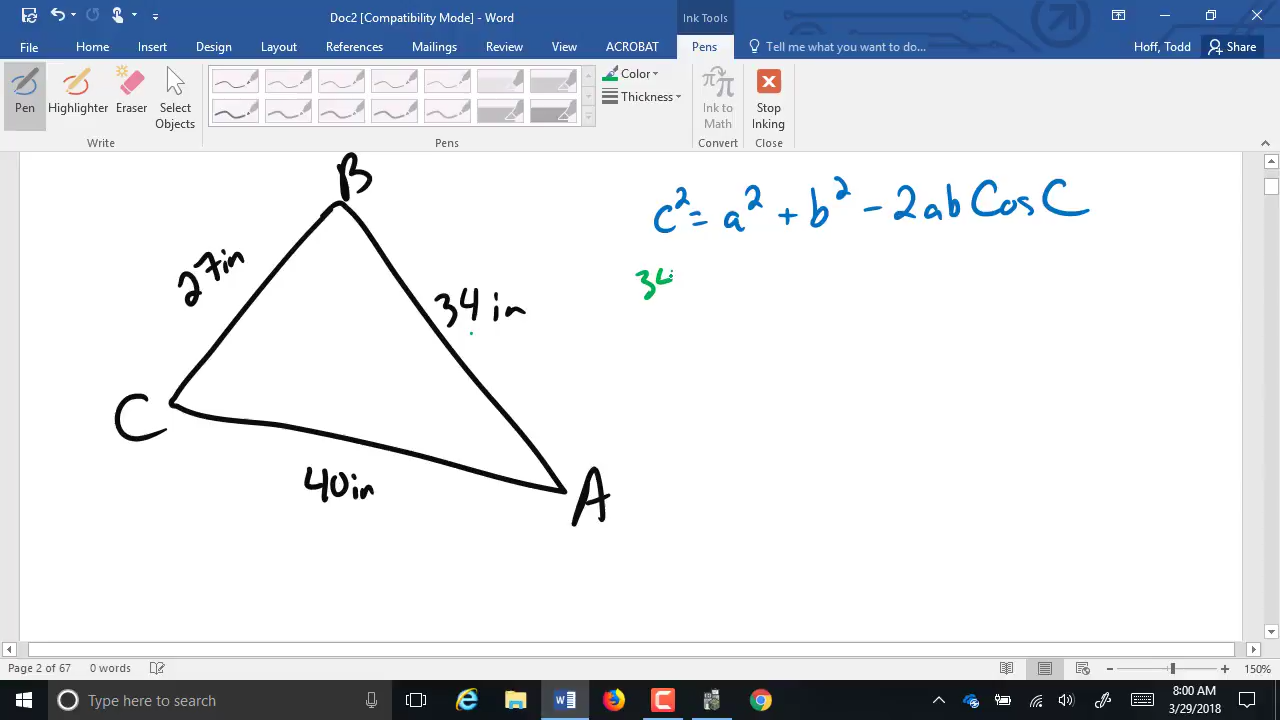 Doc2 [Compatibility Mode] - Word
Ink Tools
File Home Insert Design Layout References Mailings Review View ACROBAT Pens Tell me what you want to do... Hoff, Todd Share
Pen Highlighter Eraser Select Objects
Color
Thickness
Ink to Math
Stop Inking
Write Pens Convert Close
B
c² = a² + b² - 2ab Cos C
27in
34
34 in
C
40in
A
Page 2 of 67 0 words 150%
Type here to search
8:00 AM
3/29/2018